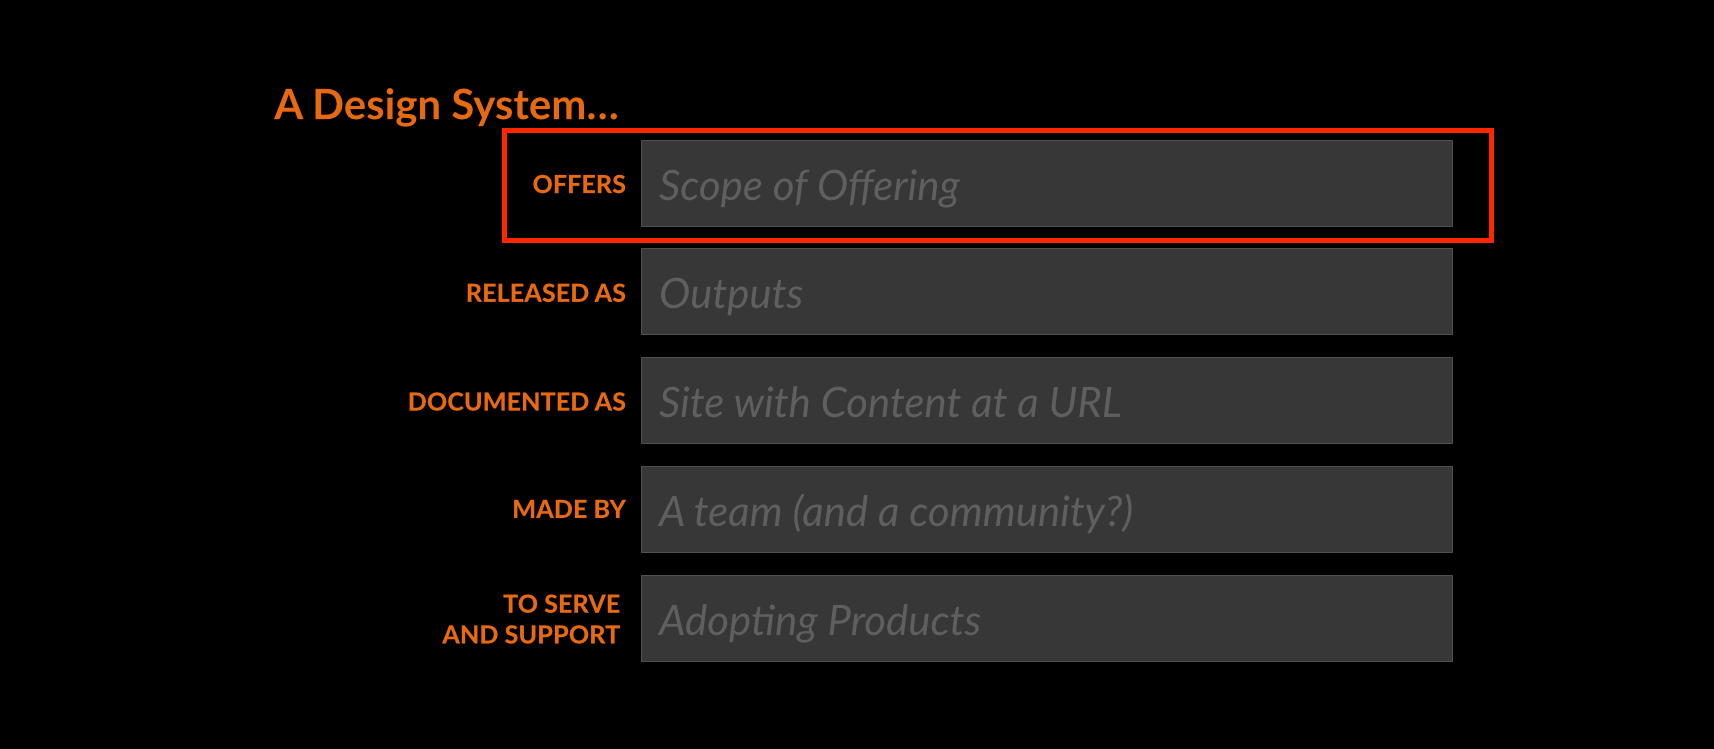 A Design System...
OFFERS Scope of Offering
RELEASED AS Outputs
DOCUMENTED AS Site with Content at a URL
MADE BY A team (and a community?)
TO SERVE
AND SUPPORT Adopting Products